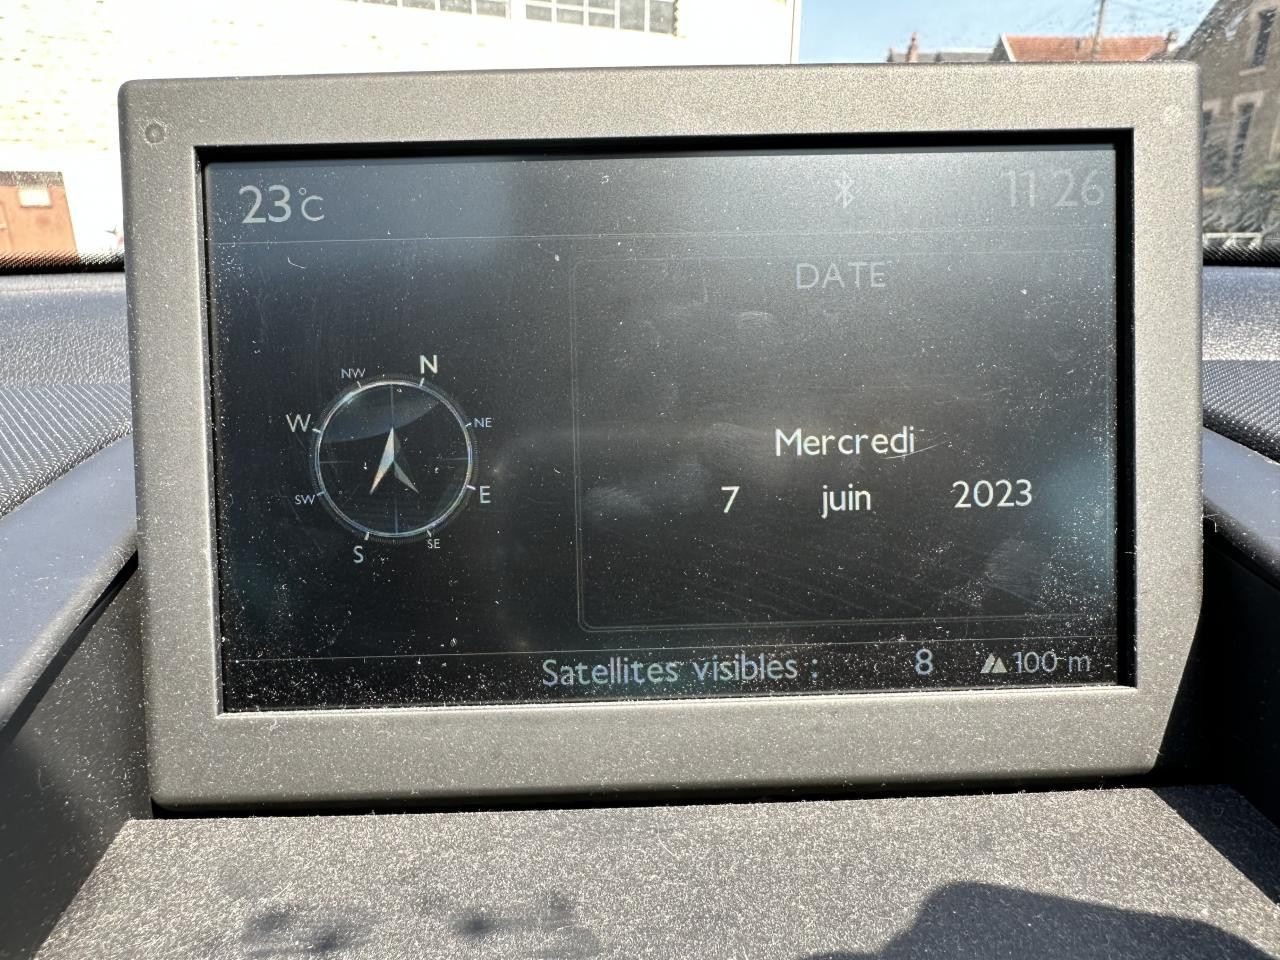 23°C 11 26
DATE
N
NW
W
NE
SW
E
S
SE
Mercredi
7 juin 2023
Satellites visibles : 8 100 m